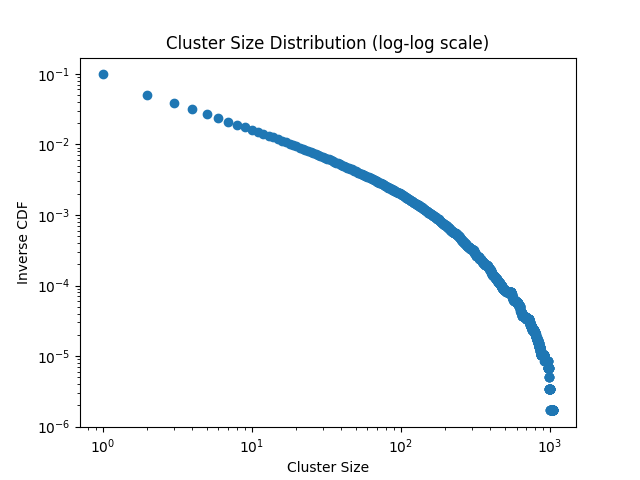 Cluster Size Distribution (log-log scale)
Inverse CDF
10⁻¹
10⁻²
10⁻³
10⁻⁴
10⁻⁵
10⁻⁶
10⁰ 10¹ 10² 10³
Cluster Size